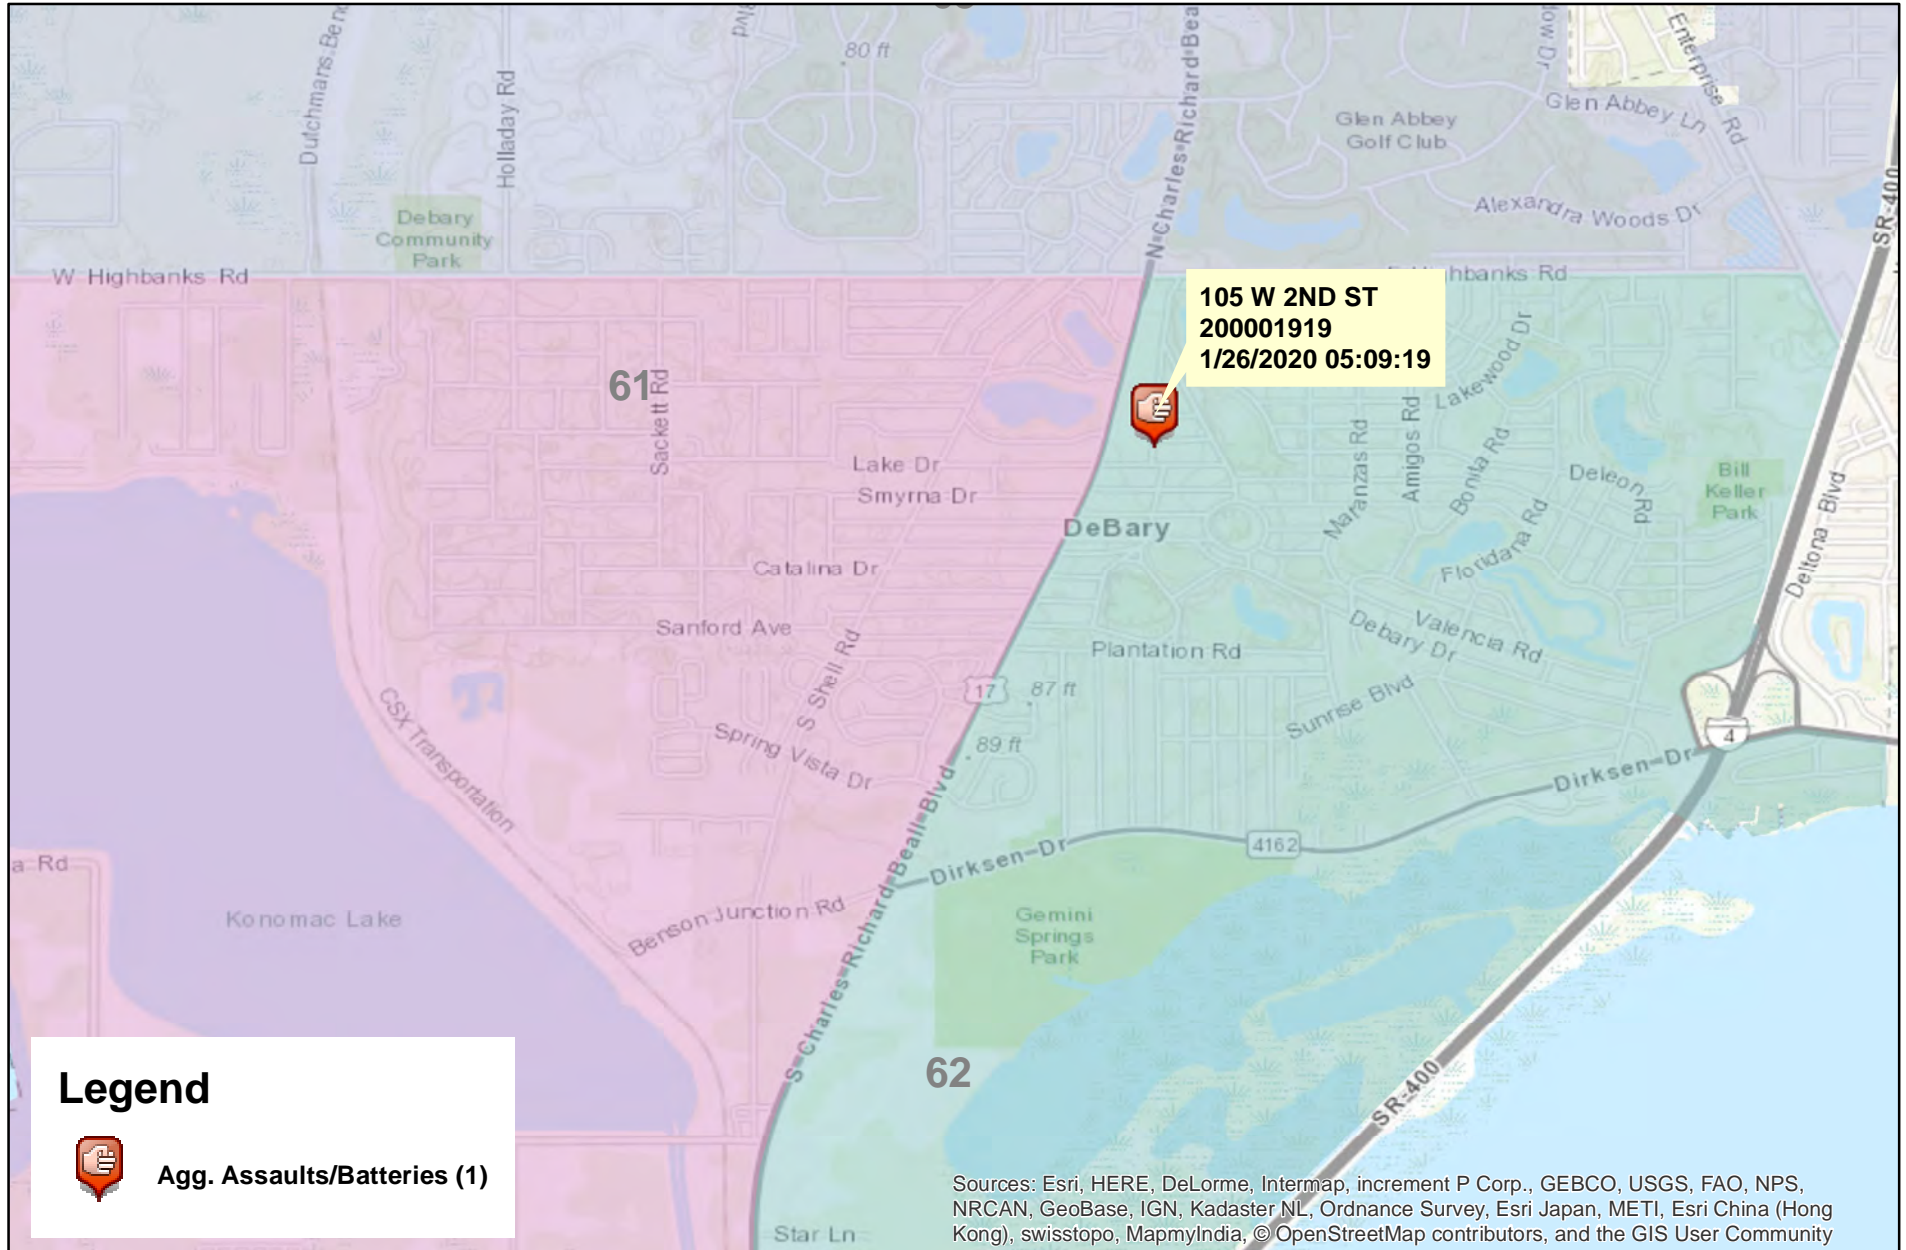 Dutchmans Ben
Holladay Rd
Blvd
80 ft
N Charles Richard Bea
Enterprise Rd
Glen Abbey Ln
Glen Abbey
Golf Club
Alexandra Woods Dr
SR-400
Debary
Community
Park
W Highbanks Rd
hbanks Rd
105 W 2ND ST
200001919
1/26/2020 05:09:19
61
Sackett Rd
Lakewood Dr
Maranzas Rd
Amigos Rd
Bonita Rd
Lake Dr
Smyrna Dr
Deleon Rd
Bill
Keller
Park
DeBary
Deltona Blvd
Catalina Dr
Floridana Rd
Sanford Ave
S Shell Rd
Plantation Rd
Debary Dr
Valencia Rd
17
87 ft
Sunrise Blvd
CSX Transportation
Spring Vista Dr
89 ft
4
Dirksen-Dr
4162
Dirksen-Dr
a Rd
Konomac Lake
Benson Junction Rd
S Charles Richard Beall Blvd
Gemini
Springs
Park
62
SR-400
Legend
Agg. Assaults/Batteries (1)
Star Ln
Sources: Esri, HERE, DeLorme, Intermap, increment P Corp., GEBCO, USGS, FAO, NPS,
NRCAN, GeoBase, IGN, Kadaster NL, Ordnance Survey, Esri Japan, METI, Esri China (Hong
Kong), swisstopo, MapmyIndia, © OpenStreetMap contributors, and the GIS User Community